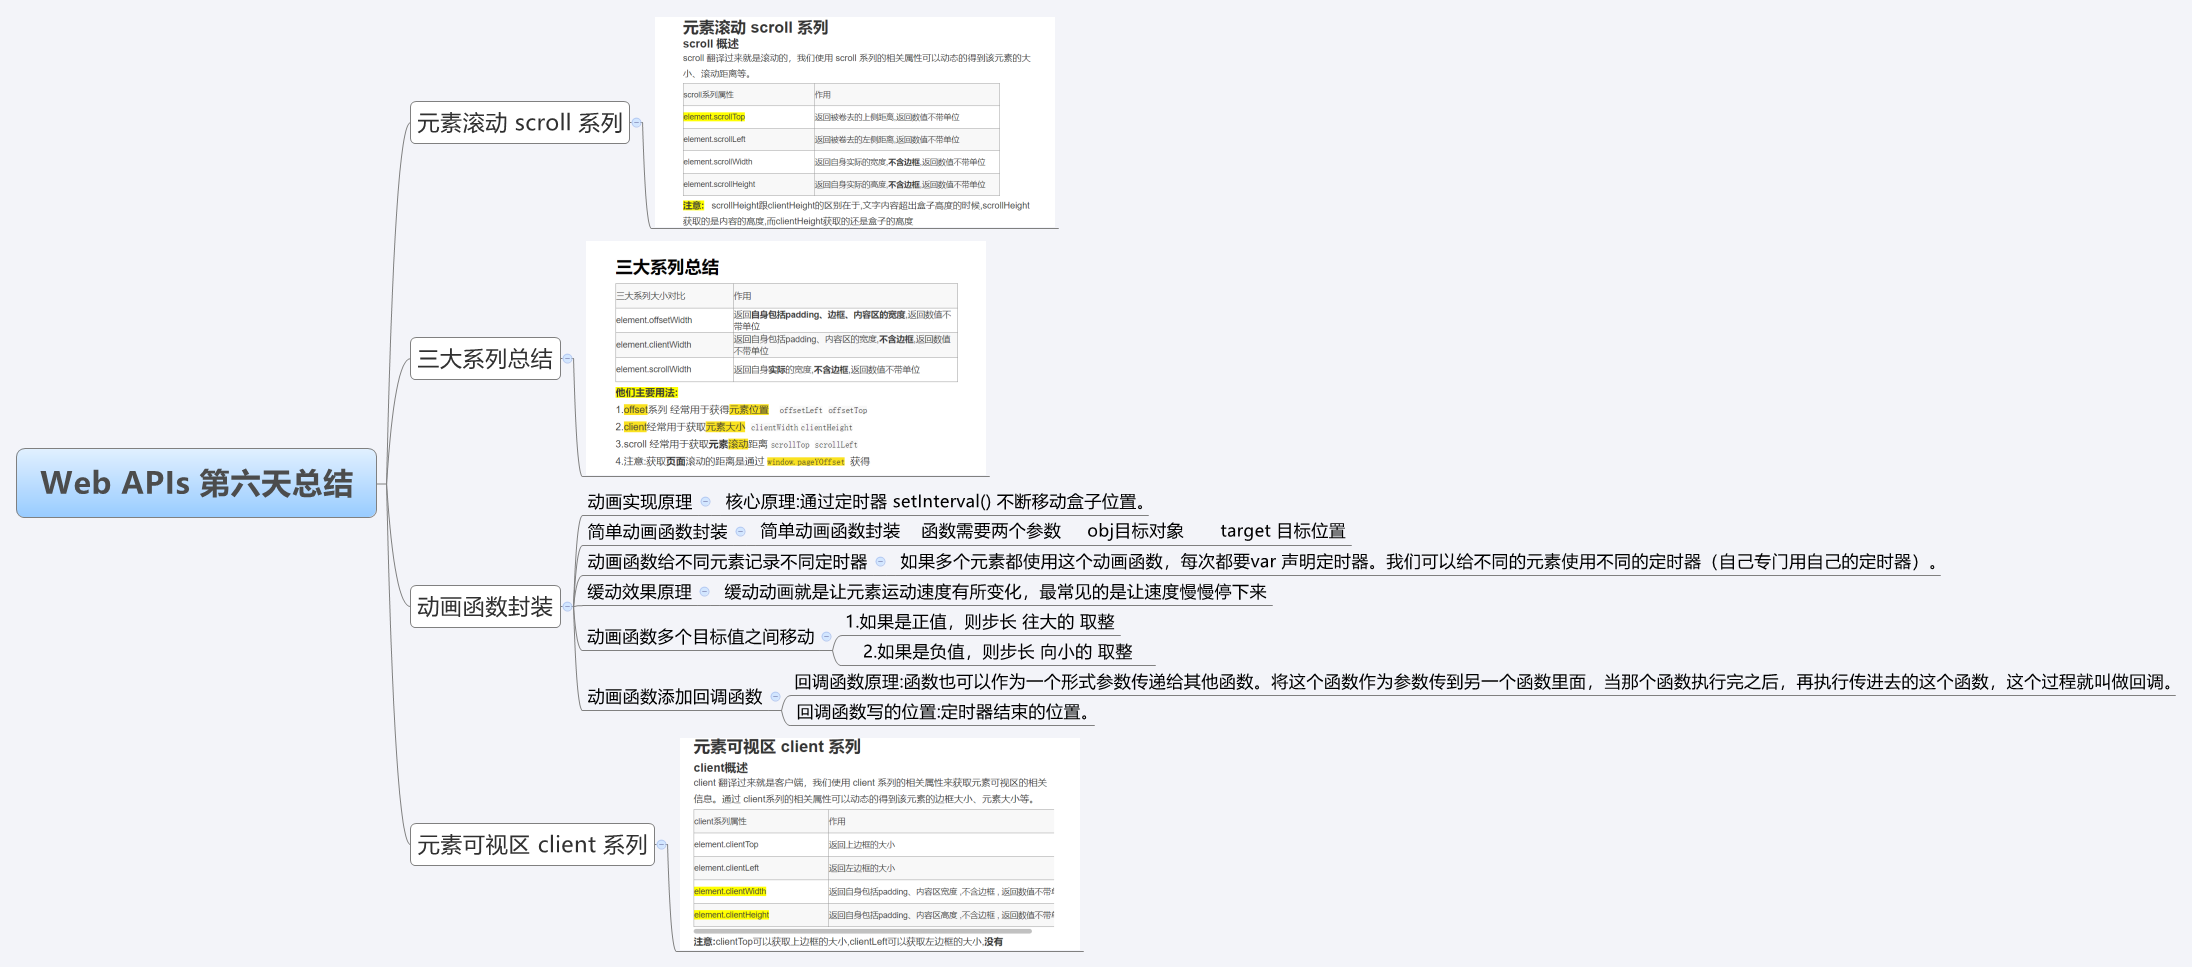 Web APIs 第六天总结
元素滚动 scroll 系列
元素滚动 scroll 系列
scroll 概述
scroll 翻译过来就是滚动的，我们使用 scroll 系列的相关属性可以动态的得到该元素的大
小、滚动距离等。
scroll系列属性 作用
element.scrollTop 返回被卷去的上侧距离,返回数值不带单位
element.scrollLeft 返回被卷去的左侧距离,返回数值不带单位
element.scrollWidth 返回自身实际的宽度,不含边框,返回数值不带单位
element.scrollHeight 返回自身实际的高度,不含边框,返回数值不带单位
注意: scrollHeight跟clientHeight的区别在于,文字内容超出盒子高度的时候,scrollHeight
获取的是内容的高度,而clientHeight获取的还是盒子的高度
三大系列总结
三大系列总结
三大系列大小对比 作用
element.offsetWidth 返回自身包括padding、边框、内容区的宽度,返回数值不
带单位
element.clientWidth 返回自身包括padding、内容区的宽度,不含边框,返回数值
不带单位
element.scrollWidth 返回自身实际的宽度,不含边框,返回数值不带单位
他们主要用法:
1.offset系列 经常用于获得元素位置 offsetLeft offsetTop
2.client经常用于获取元素大小 clientWidth clientHeight
3.scroll 经常用于获取元素滚动距离 scrollTop scrollLeft
4.注意:获取页面滚动的距离是通过 window.pageYOffset 获得
动画函数封装
动画实现原理 核心原理:通过定时器 setInterval() 不断移动盒子位置。
简单动画函数封装 简单动画函数封装 函数需要两个参数 obj目标对象 target 目标位置
动画函数给不同元素记录不同定时器 如果多个元素都使用这个动画函数，每次都要var 声明定时器。我们可以给不同的元素使用不同的定时器（自己专门用自己的定时器）。
缓动效果原理 缓动动画就是让元素运动速度有所变化，最常见的是让速度慢慢停下来
动画函数多个目标值之间移动
1.如果是正值，则步长 往大的 取整
2.如果是负值，则步长 向小的 取整
动画函数添加回调函数
回调函数原理:函数也可以作为一个形式参数传递给其他函数。将这个函数作为参数传到另一个函数里面，当那个函数执行完之后，再执行传进去的这个函数，这个过程就叫做回调。
回调函数写的位置:定时器结束的位置。
元素可视区 client 系列
元素可视区 client 系列
client概述
client 翻译过来就是客户端，我们使用 client 系列的相关属性来获取元素可视区的相关
信息。通过 client系列的相关属性可以动态的得到该元素的边框大小、元素大小等。
client系列属性 作用
element.clientTop 返回上边框的大小
element.clientLeft 返回左边框的大小
element.clientWidth 返回自身包括padding、内容区宽度 ,不含边框 , 返回数值不带
element.clientHeight 返回自身包括padding、内容区高度 ,不含边框 , 返回数值不带
注意:clientTop可以获取上边框的大小,clientLeft可以获取左边框的大小,没有